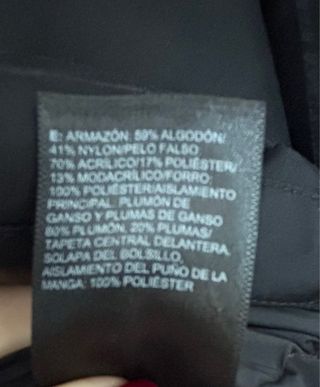 E: ARMAZÓN: 59% ALGODÓN/
41% NYLON/PELO FALSO
70% ACRÍLICO/17% POLIÉSTER/
13% MODACRÍLICO/FORRO:
100% POLIÉSTER/AISLAMIENTO
PRINCIPAL: PLUMÓN DE
GANSO Y PLUMAS DE GANSO
80% PLUMÓN, 20% PLUMAS/
TAPETA CENTRAL DELANTERA,
SOLAPA DEL BOLSILLO,
AISLAMIENTO DEL PUÑO DE LA
MANGA: 100% POLIÉSTER